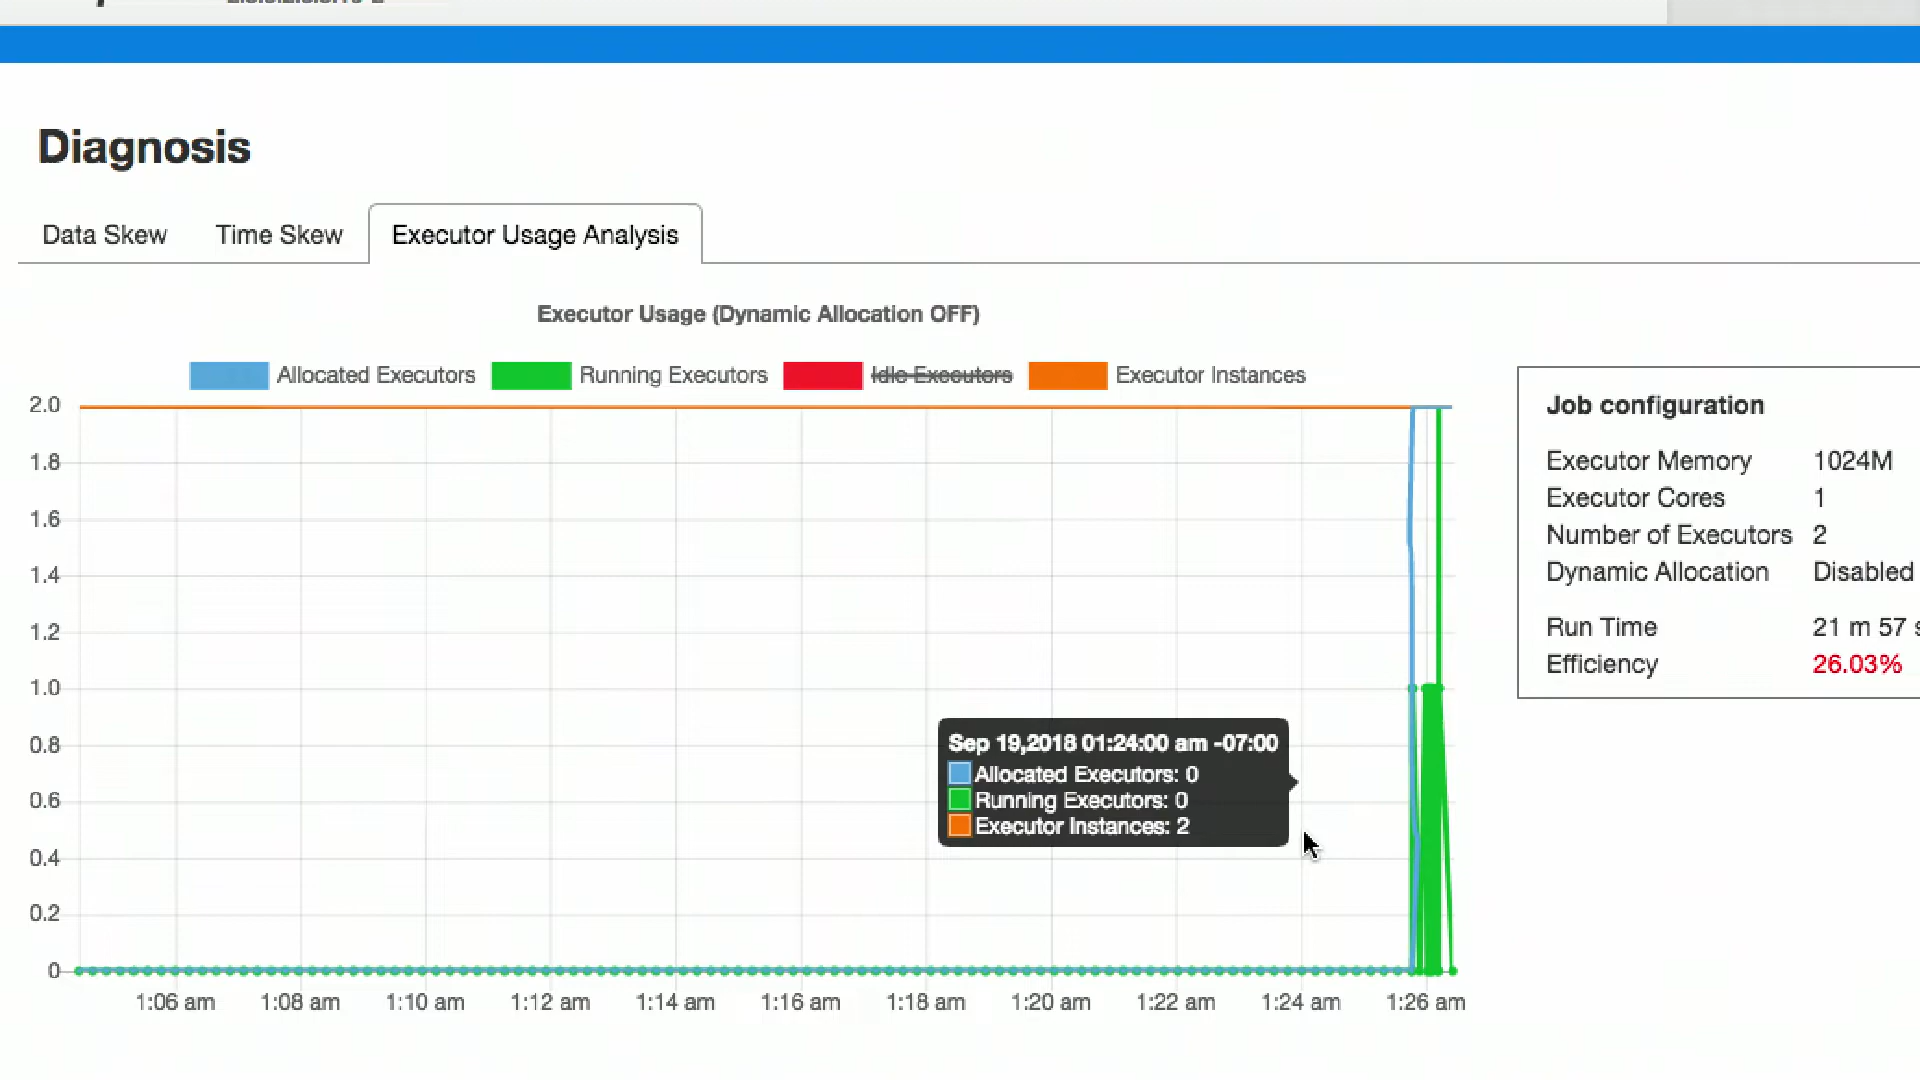 Diagnosis
Data Skew
Time Skew
Executor Usage Analysis
Executor Usage (Dynamic Allocation OFF)
Allocated Executors
Running Executors
Idle Executors
Executor Instances
2.0
1.8
1.6
1.4
1.2
1.0
0.8
0.6
0.4
0.2
0
1:06 am
1:08 am
1:10 am
1:12 am
1:14 am
1:16 am
1:18 am
1:20 am
1:22 am
1:24 am
1:26 am
Sep 19,2018 01:24:00 am -07:00
Allocated Executors: 0
Running Executors: 0
Executor Instances: 2
Job configuration
Executor Memory 1024M
Executor Cores 1
Number of Executors 2
Dynamic Allocation Disabled
Run Time 21 m 57 s
Efficiency 26.03%